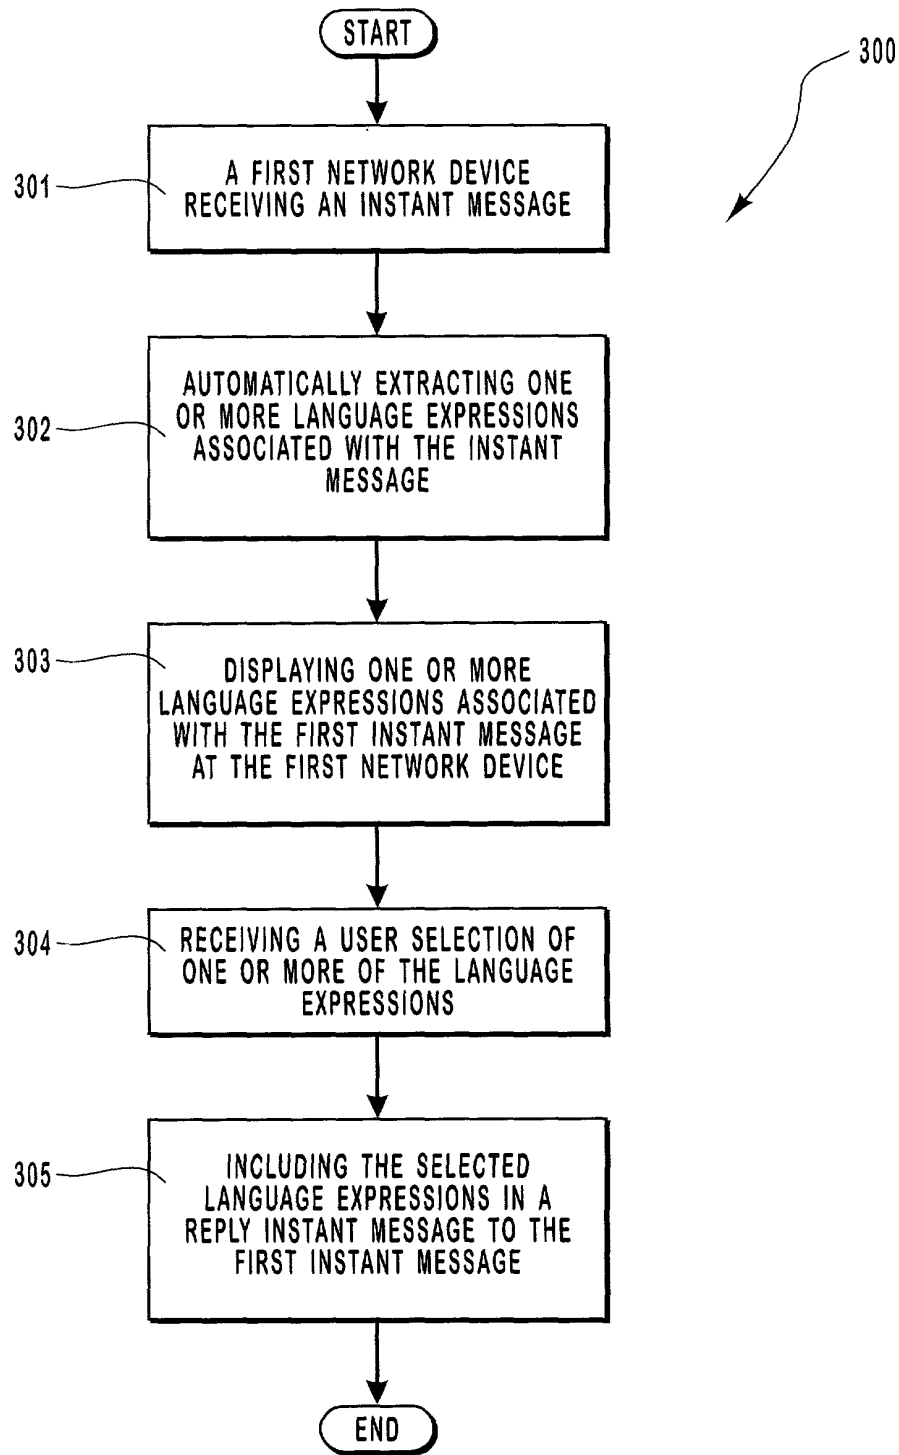 START
300
301
A FIRST NETWORK DEVICE
RECEIVING AN INSTANT MESSAGE
302
AUTOMATICALLY EXTRACTING ONE
OR MORE LANGUAGE EXPRESSIONS
ASSOCIATED WITH THE INSTANT
MESSAGE
303
DISPLAYING ONE OR MORE
LANGUAGE EXPRESSIONS ASSOCIATED
WITH THE FIRST INSTANT MESSAGE
AT THE FIRST NETWORK DEVICE
304
RECEIVING A USER SELECTION OF
ONE OR MORE OF THE LANGUAGE
EXPRESSIONS
305
INCLUDING THE SELECTED
LANGUAGE EXPRESSIONS IN A
REPLY INSTANT MESSAGE TO THE
FIRST INSTANT MESSAGE
END